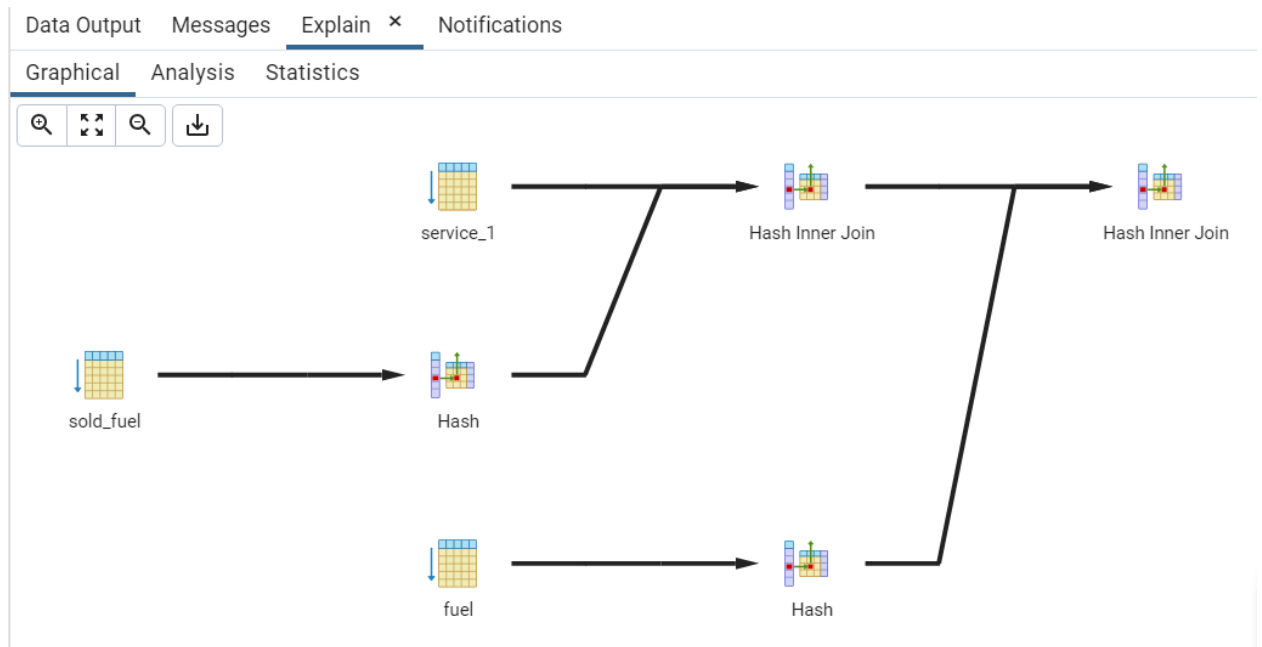 Data Output Messages Explain × Notifications
Graphical Analysis Statistics
service_1 Hash Inner Join Hash Inner Join
sold_fuel Hash
fuel Hash